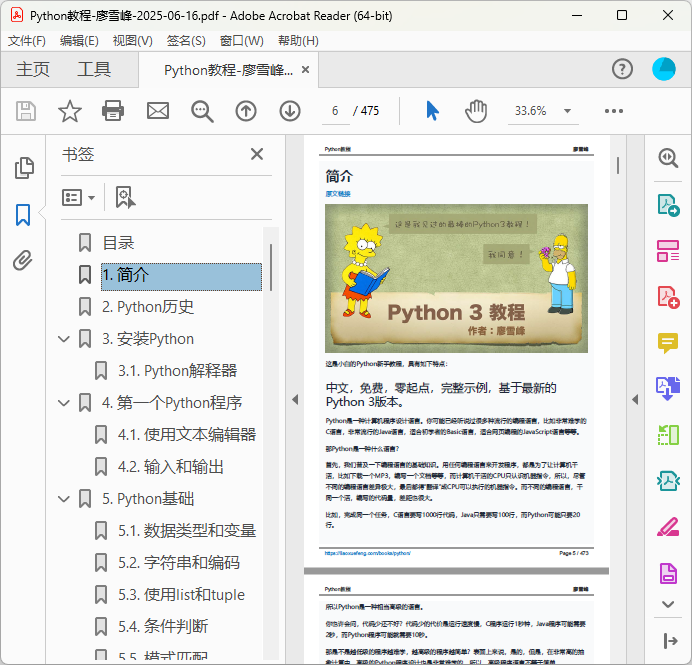 Python教程-廖雪峰-2025-06-16.pdf - Adobe Acrobat Reader (64-bit)
文件(F) 编辑(E) 视图(V) 签名(S) 窗口(W) 帮助(H)
主页 工具 Python教程-廖雪峰... ×
6 / 475 33.6%
书签
目录
1. 简介
2. Python历史
3. 安装Python
3.1. Python解释器
4. 第一个Python程序
4.1. 使用文本编辑器
4.2. 输入和输出
5. Python基础
5.1. 数据类型和变量
5.2. 字符串和编码
5.3. 使用list和tuple
5.4. 条件判断
5.5. 模式匹配
Python教程 廖雪峰
简介
原文链接
这是我见过的最棒的Python3教程！
我同意！
Python 3 教程
作者：廖雪峰
这是小白的Python新手教程，具有如下特点：
中文，免费，零起点，完整示例，基于最新的
Python 3版本。
Python是一种计算机程序设计语言。你可能已经听说过很多种流行的编程语言，比如非常难学的
C语言，非常流行的Java语言，适合初学者的Basic语言，适合网页编程的JavaScript语言等等。
那Python是一种什么语言？
首先，我们普及一下编程语言的基础知识。用任何编程语言来开发程序，都是为了让计算机干
活，比如下载一个MP3，编写一个文档等等，而计算机干活的CPU只认识机器指令，所以，尽管
不同的编程语言差异极大，最后都得“翻译”成CPU可以执行的机器指令。而不同的编程语言，干
同一个活，编写的代码量，差距也很大。
比如，完成同一个任务，C语言要写1000行代码，Java只需要写100行，而Python可能只要20
行。
https://liaoxuefeng.com/books/python/ Page 5 / 473
Python教程 廖雪峰
所以Python是一种相当高级的语言。
你也许会问，代码少还不好？代码少的代价是运行速度慢，C程序运行1秒钟，Java程序可能需要
2秒，而Python程序可能就需要10秒。
那是不是越低级的程序越难学，越高级的程序越简单？表面上来说，是的，但是，在非常高的抽
象计算中，高级的Python程序设计也是非常难学的，所以，高级程序语言不等于简单。